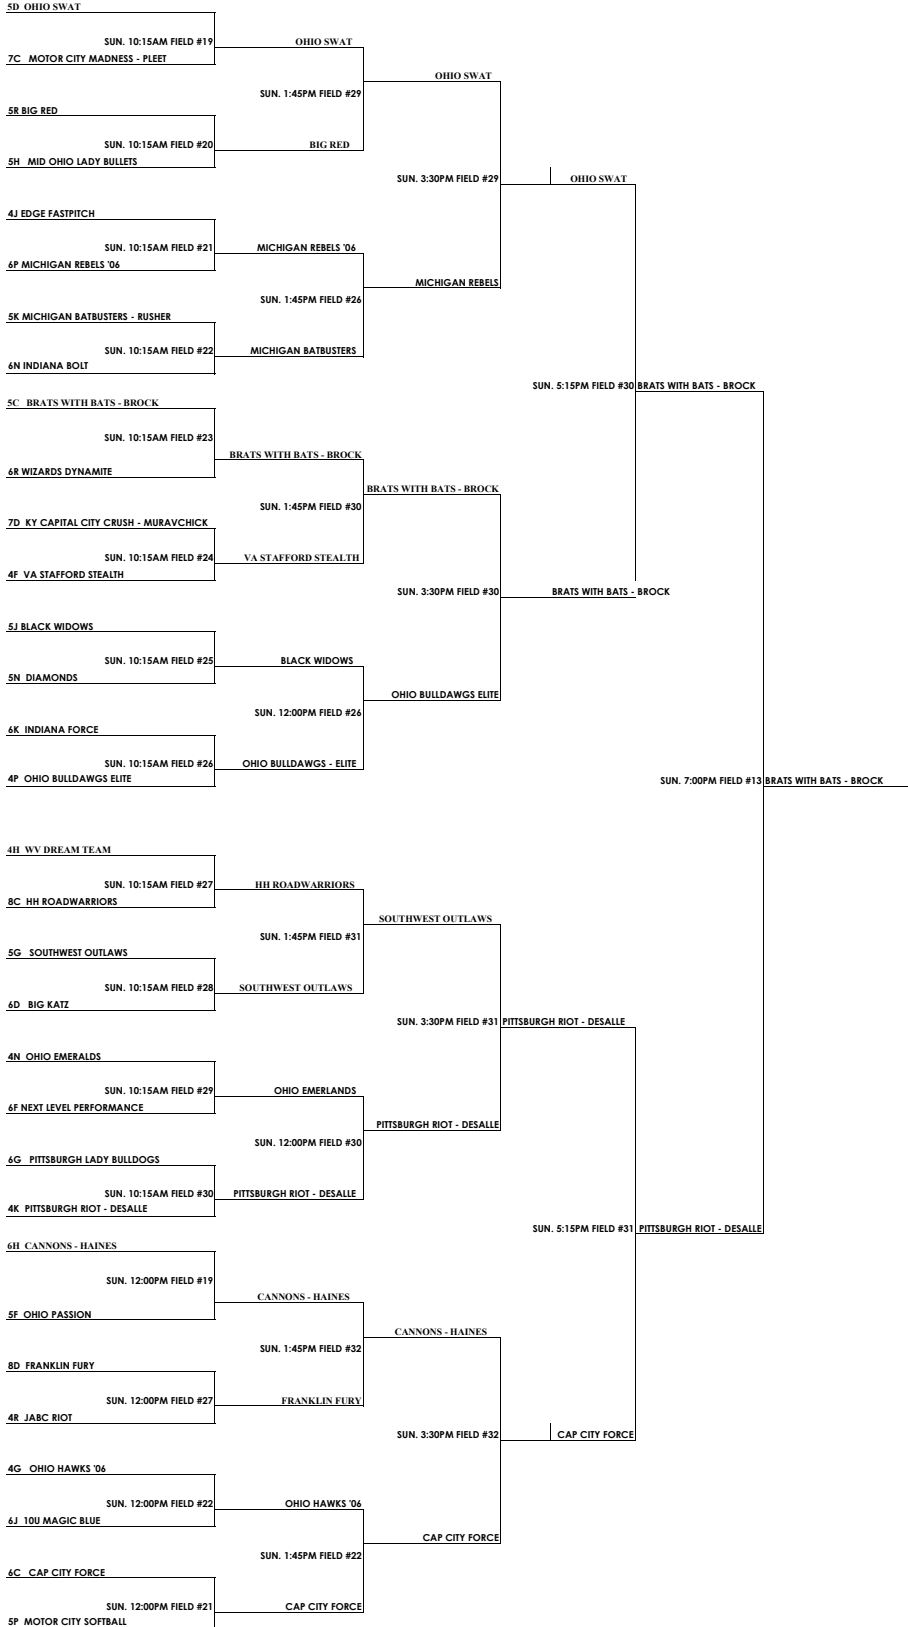 5D  OHIO SWAT
SUN. 10:15AM FIELD #19
OHIO SWAT
7C   MOTOR CITY MADNESS - PLEET
OHIO SWAT
SUN. 1:45PM FIELD #29
5R BIG RED
SUN. 10:15AM FIELD #20
BIG RED
5H   MID OHIO LADY BULLETS
SUN. 3:30PM FIELD #29
OHIO SWAT
4J EDGE FASTPITCH
SUN. 10:15AM FIELD #21
MICHIGAN REBELS '06
6P MICHIGAN REBELS '06
MICHIGAN REBELS
SUN. 1:45PM FIELD #26
5K MICHIGAN BATBUSTERS - RUSHER
SUN. 10:15AM FIELD #22
MICHIGAN BATBUSTERS
6N INDIANA BOLT
SUN. 5:15PM FIELD #30 BRATS WITH BATS - BROCK
5C   BRATS WITH BATS - BROCK
SUN. 10:15AM FIELD #23
BRATS WITH BATS - BROCK
6R WIZARDS DYNAMITE
BRATS WITH BATS - BROCK
SUN. 1:45PM FIELD #30
7D  KY CAPITAL CITY CRUSH - MURAVCHICK
SUN. 10:15AM FIELD #24
VA STAFFORD STEALTH
4F  VA STAFFORD STEALTH
SUN. 3:30PM FIELD #30
BRATS WITH BATS - BROCK
5J BLACK WIDOWS
SUN. 10:15AM FIELD #25
BLACK WIDOWS
5N  DIAMONDS
OHIO BULLDAWGS ELITE
SUN. 12:00PM FIELD #26
6K  INDIANA FORCE
SUN. 10:15AM FIELD #26
OHIO BULLDAWGS - ELITE
4P  OHIO BULLDAWGS ELITE
SUN. 7:00PM FIELD #13 BRATS WITH BATS - BROCK
4H  WV DREAM TEAM
SUN. 10:15AM FIELD #27
HH ROADWARRIORS
8C  HH ROADWARRIORS
SOUTHWEST OUTLAWS
SUN. 1:45PM FIELD #31
5G   SOUTHWEST OUTLAWS
SUN. 10:15AM FIELD #28
SOUTHWEST OUTLAWS
6D   BIG KATZ
SUN. 3:30PM FIELD #31 PITTSBURGH RIOT - DESALLE
4N  OHIO EMERALDS
SUN. 10:15AM FIELD #29
OHIO EMERLANDS
6F NEXT LEVEL PERFORMANCE
PITTSBURGH RIOT - DESALLE
SUN. 12:00PM FIELD #30
6G   PITTSBURGH LADY BULLDOGS
SUN. 10:15AM FIELD #30
PITTSBURGH RIOT - DESALLE
4K  PITTSBURGH RIOT - DESALLE
SUN. 5:15PM FIELD #31 PITTSBURGH RIOT - DESALLE
6H  CANNONS - HAINES
SUN. 12:00PM FIELD #19
CANNONS - HAINES
5F  OHIO PASSION
CANNONS - HAINES
SUN. 1:45PM FIELD #32
8D  FRANKLIN FURY
SUN. 12:00PM FIELD #27
FRANKLIN FURY
4R  JABC RIOT
SUN. 3:30PM FIELD #32
CAP CITY FORCE
4G   OHIO HAWKS '06
SUN. 12:00PM FIELD #22
OHIO HAWKS '06
6J  10U MAGIC BLUE
CAP CITY FORCE
SUN. 1:45PM FIELD #22
6C   CAP CITY FORCE
SUN. 12:00PM FIELD #21
CAP CITY FORCE
5P  MOTOR CITY SOFTBALL